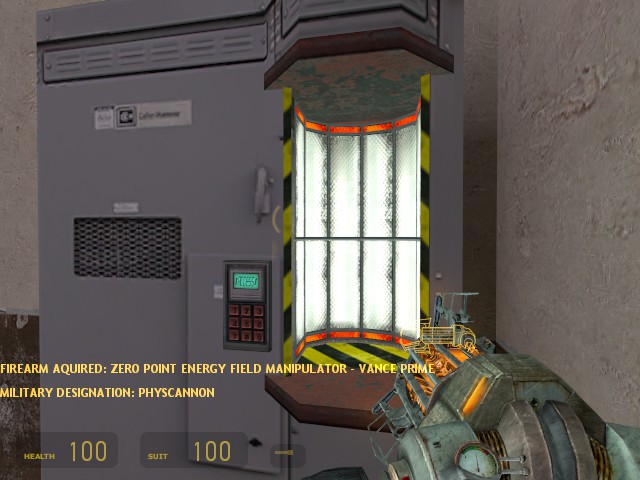 FIREARM AQUIRED: ZERO POINT ENERGY FIELD MANIPULATOR - VANCE PRIME
MILITARY DESIGNATION: PHYSCANNON
HEALTH 100 SUIT 100